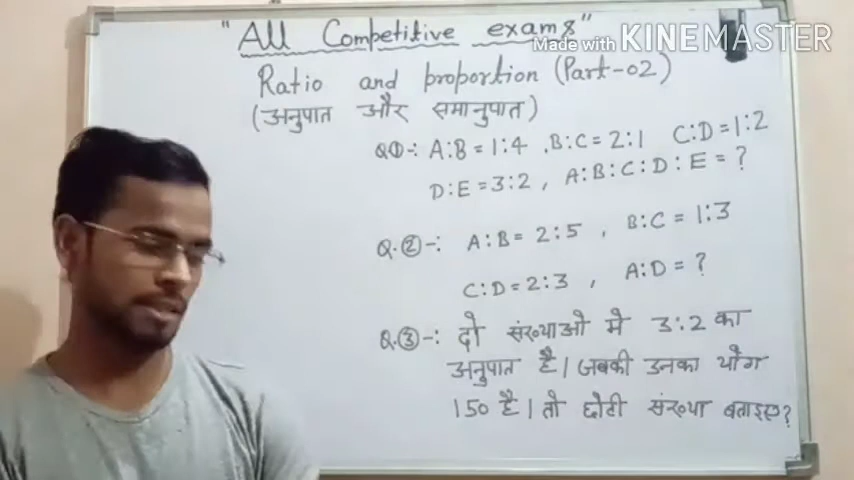 "All Competitive exams"
Made with KINEMASTER
Ratio and proportion (Part-02)
(अनुपात और समानुपात)
Q①-: A:B = 1:4 , B:C = 2:1 C:D = 1:2
D:E = 3:2 , A:B:C:D:E = ?
Q.②-: A:B = 2:5 , B:C = 1:3
C:D = 2:3 , A:D = ?
Q.③-: दो संख्याओ मे 3:2 का
अनुपात है। जबकी उनका योग
150 है। तो छोटी संख्या बताइए?